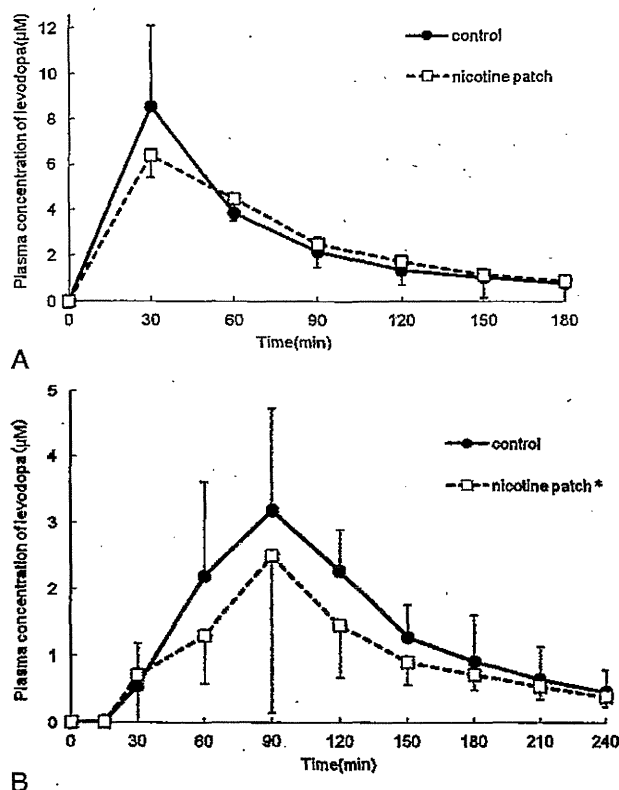 Plasma concentration of levodopa(μM)
12
10
8
6
4
2
0
control
nicotine patch
0 30 60 90 120 150 180
Time(min)
A
Plasma concentration of levodopa (μM)
5
4
3
2
1
0
control
nicotine patch *
0 30 60 90 120 150 180 210 240
Time(min)
B